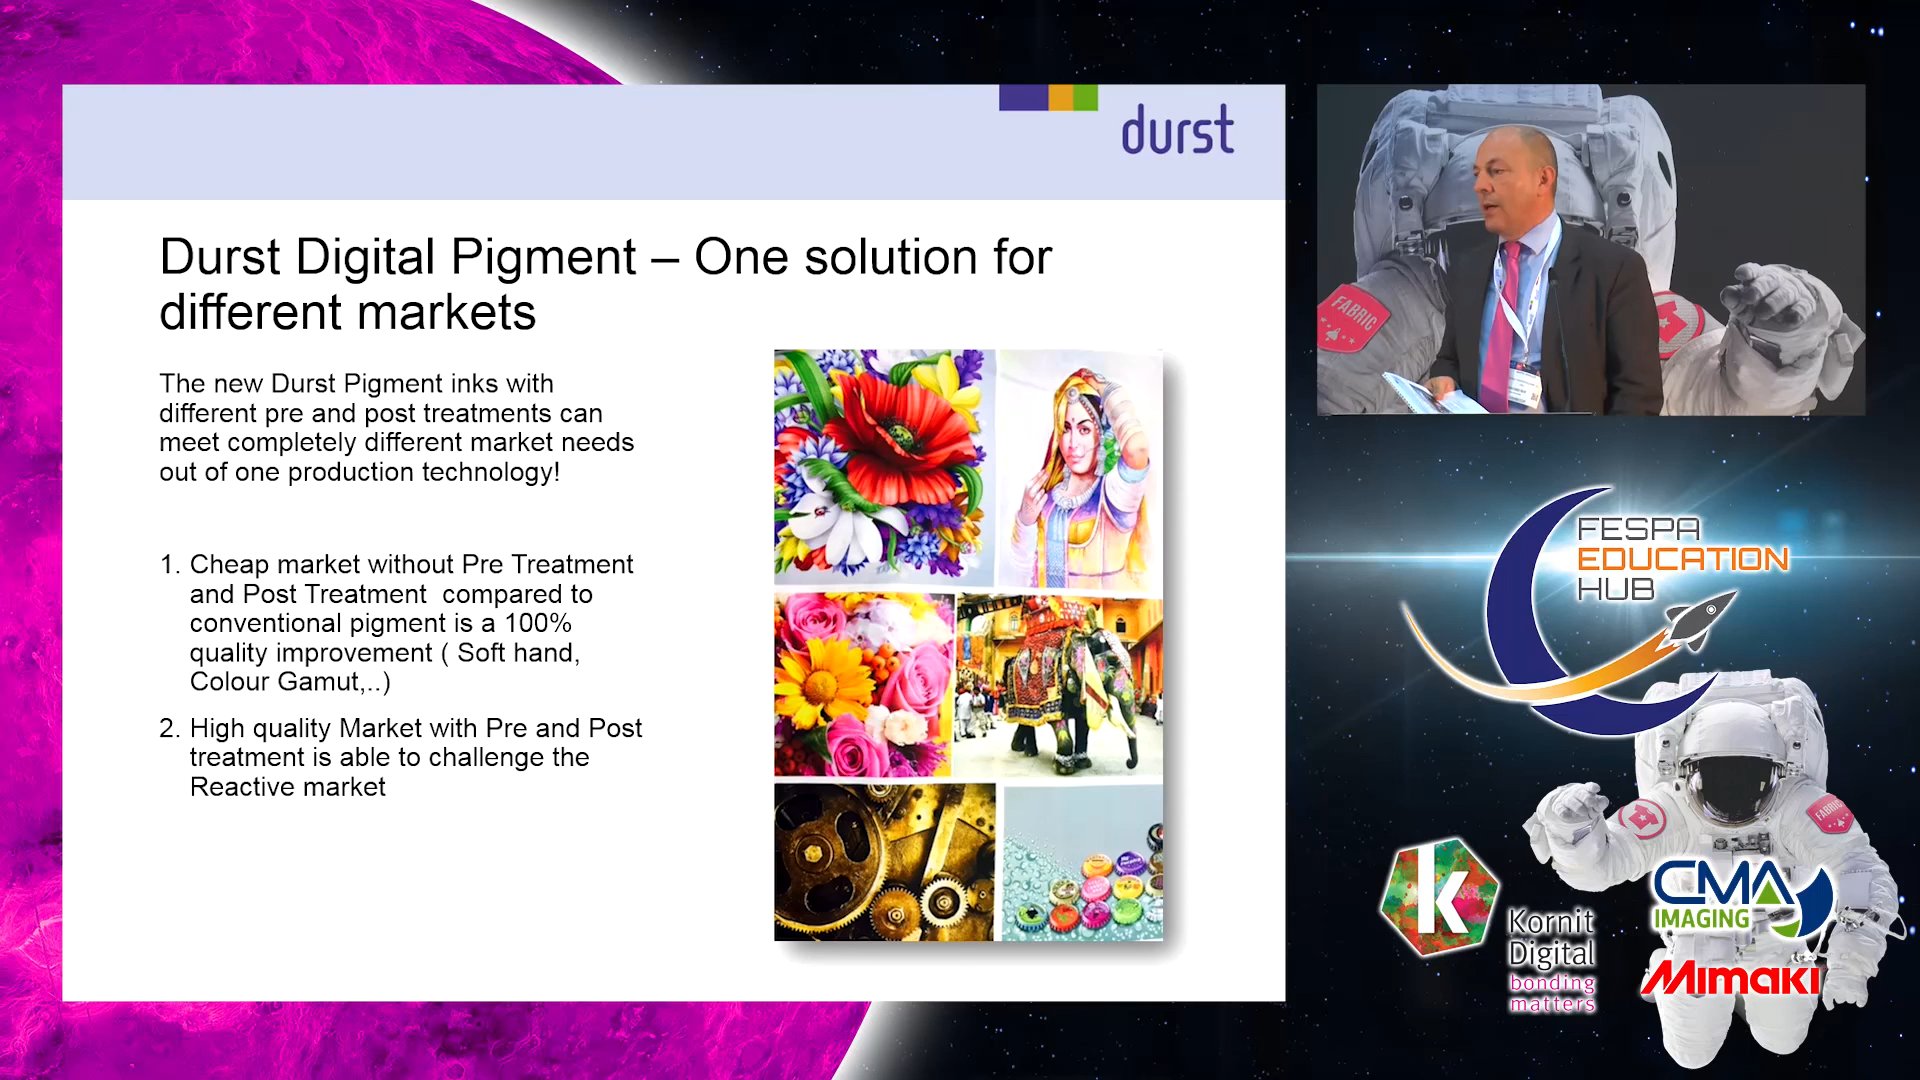 durst
Durst Digital Pigment – One solution for
different markets
The new Durst Pigment inks with
different pre and post treatments can
meet completely different market needs
out of one production technology!
1. Cheap market without Pre Treatment
and Post Treatment  compared to
conventional pigment is a 100%
quality improvement ( Soft hand,
Colour Gamut,..)
2. High quality Market with Pre and Post
treatment is able to challenge the
Reactive market
FABRIC
FESPA
EDUCATION
HUB
FABRIC
k
Kornit
Digital
bonding
matters
CMA
IMAGING
Mimaki